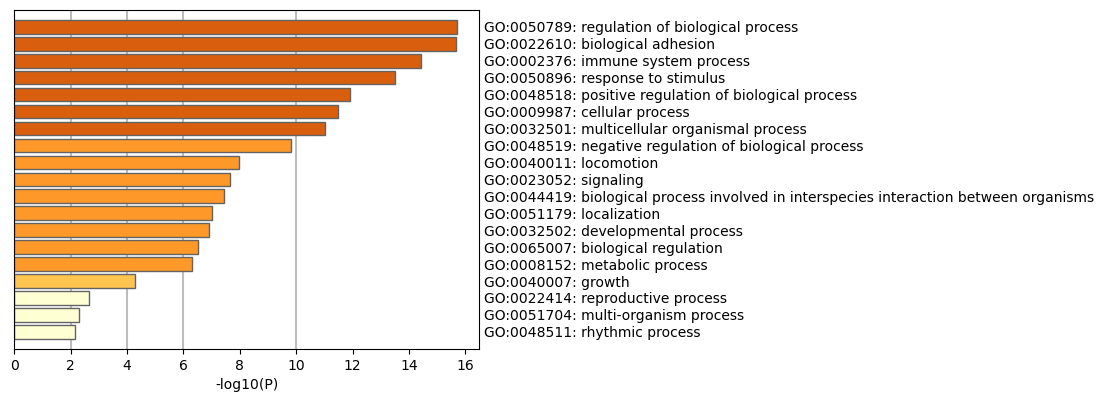 GO:0050789: regulation of biological process
GO:0022610: biological adhesion
GO:0002376: immune system process
GO:0050896: response to stimulus
GO:0048518: positive regulation of biological process
GO:0009987: cellular process
GO:0032501: multicellular organismal process
GO:0048519: negative regulation of biological process
GO:0040011: locomotion
GO:0023052: signaling
GO:0044419: biological process involved in interspecies interaction between organisms
GO:0051179: localization
GO:0032502: developmental process
GO:0065007: biological regulation
GO:0008152: metabolic process
GO:0040007: growth
GO:0022414: reproductive process
GO:0051704: multi-organism process
GO:0048511: rhythmic process
0 2 4 6 8 10 12 14 16
-log10(P)